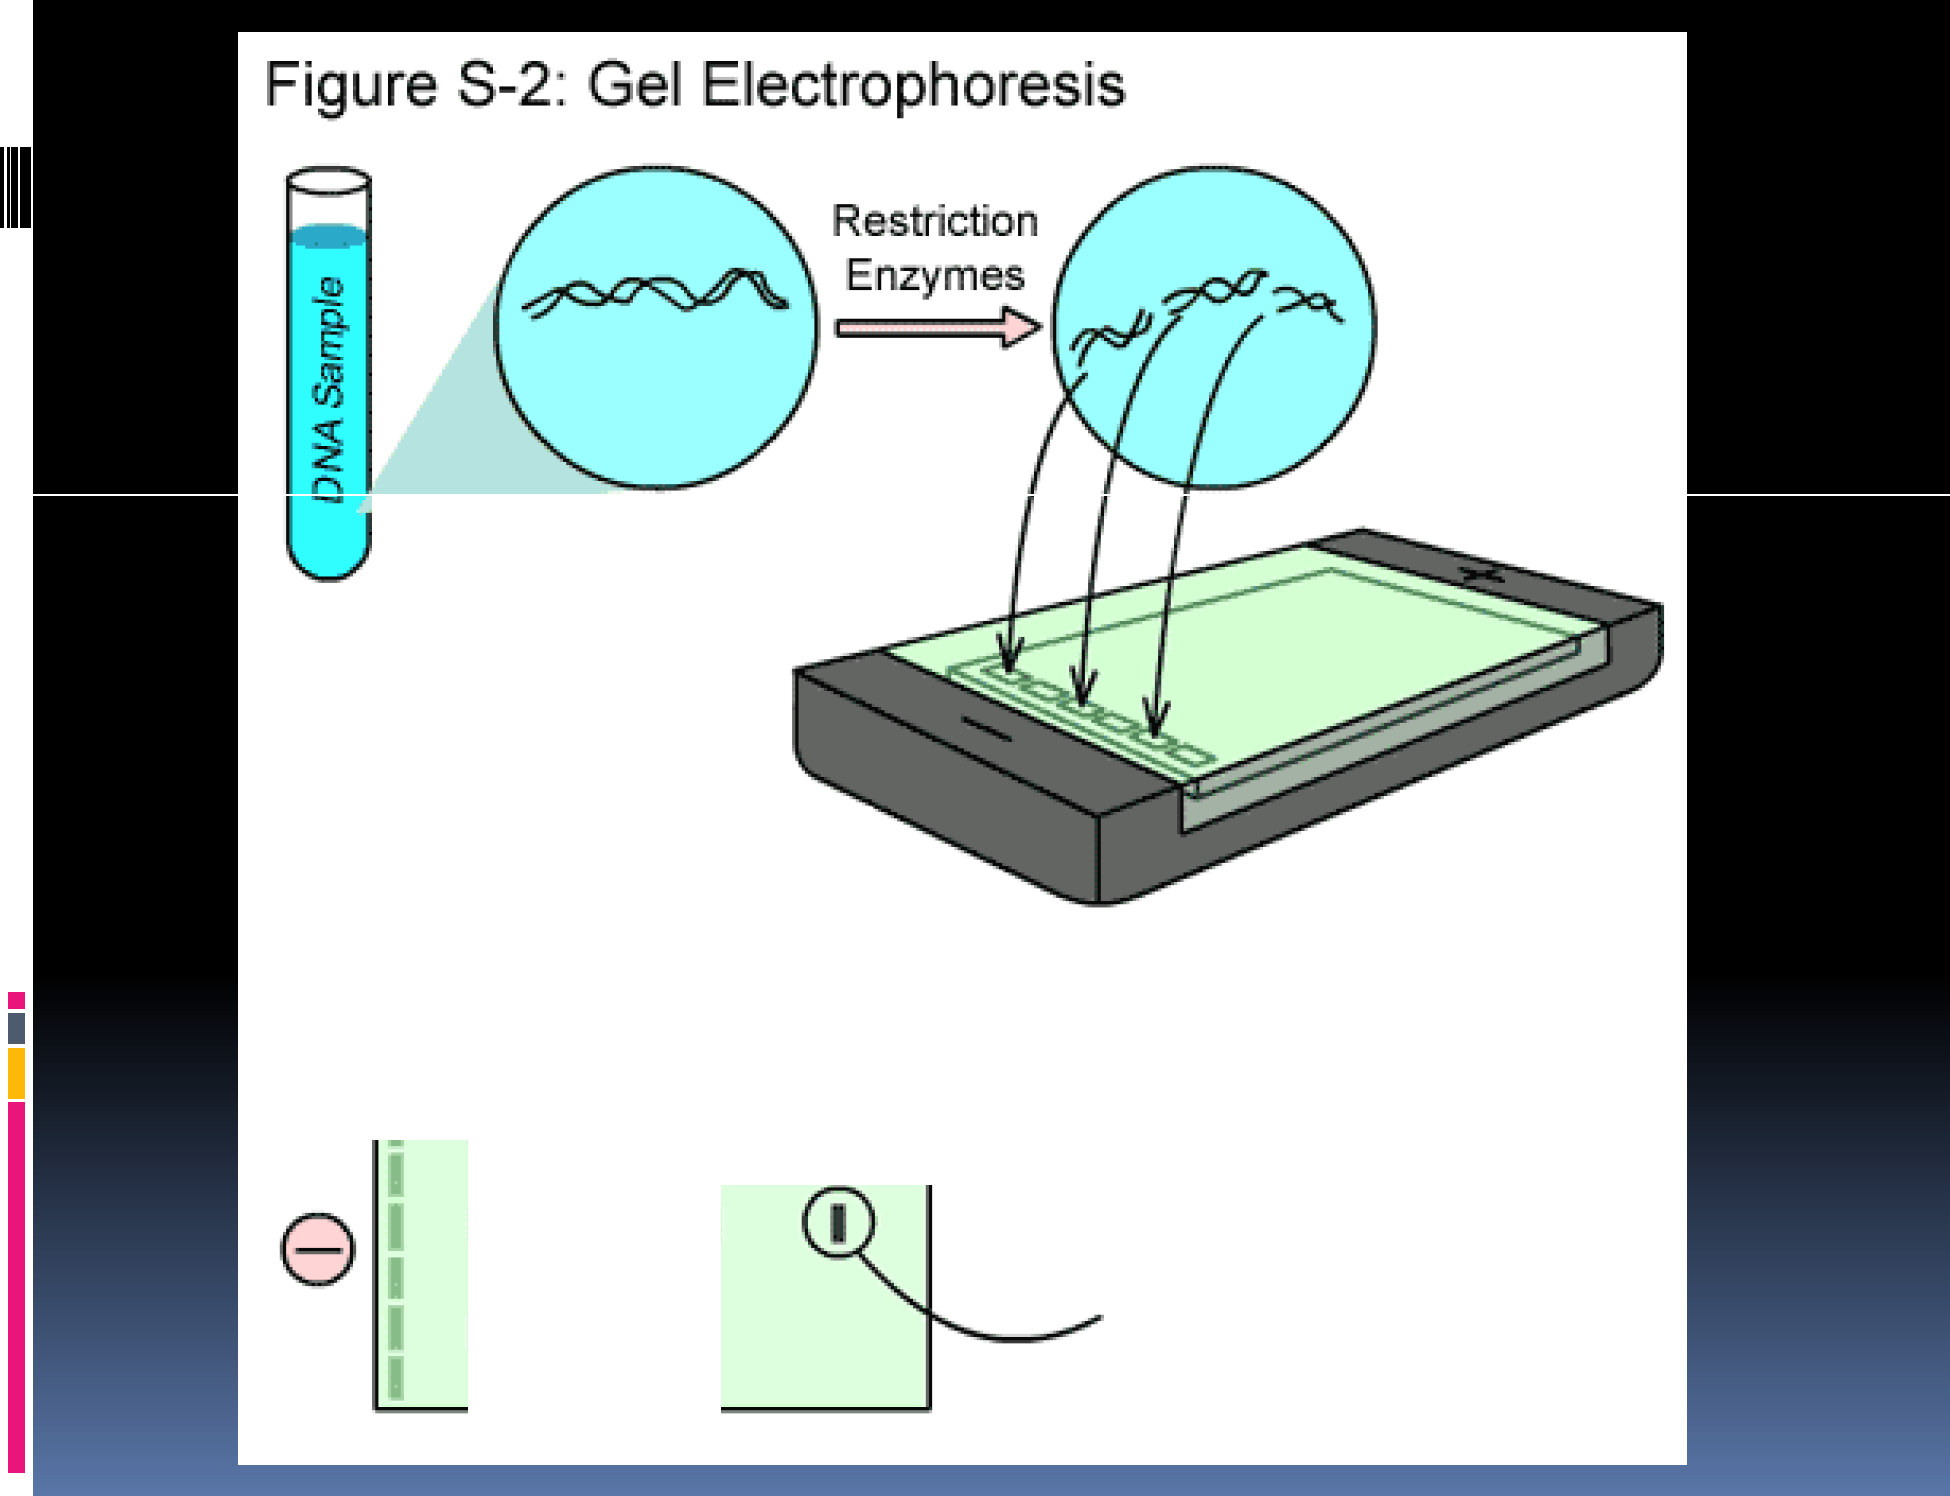 Figure S-2: Gel Electrophoresis
DNA Sample
Restriction
Enzymes